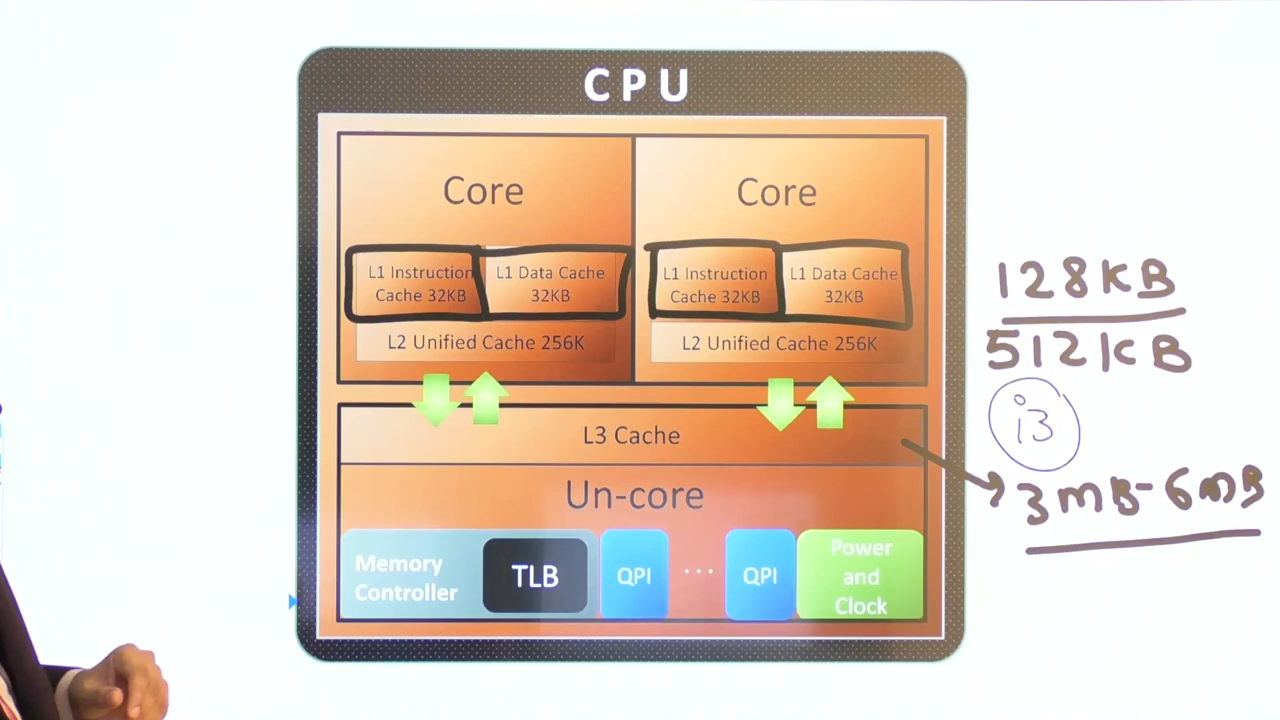 CPU
Core
L1 Instruction
Cache 32KB
L1 Data Cache
32KB
L2 Unified Cache 256K
Core
L1 Instruction
Cache 32KB
L1 Data Cache
32KB
L2 Unified Cache 256K
128KB
512KB
i3
3MB-6MB
L3 Cache
Un-core
Memory
Controller
TLB
QPI
...
QPI
Power
and
Clock